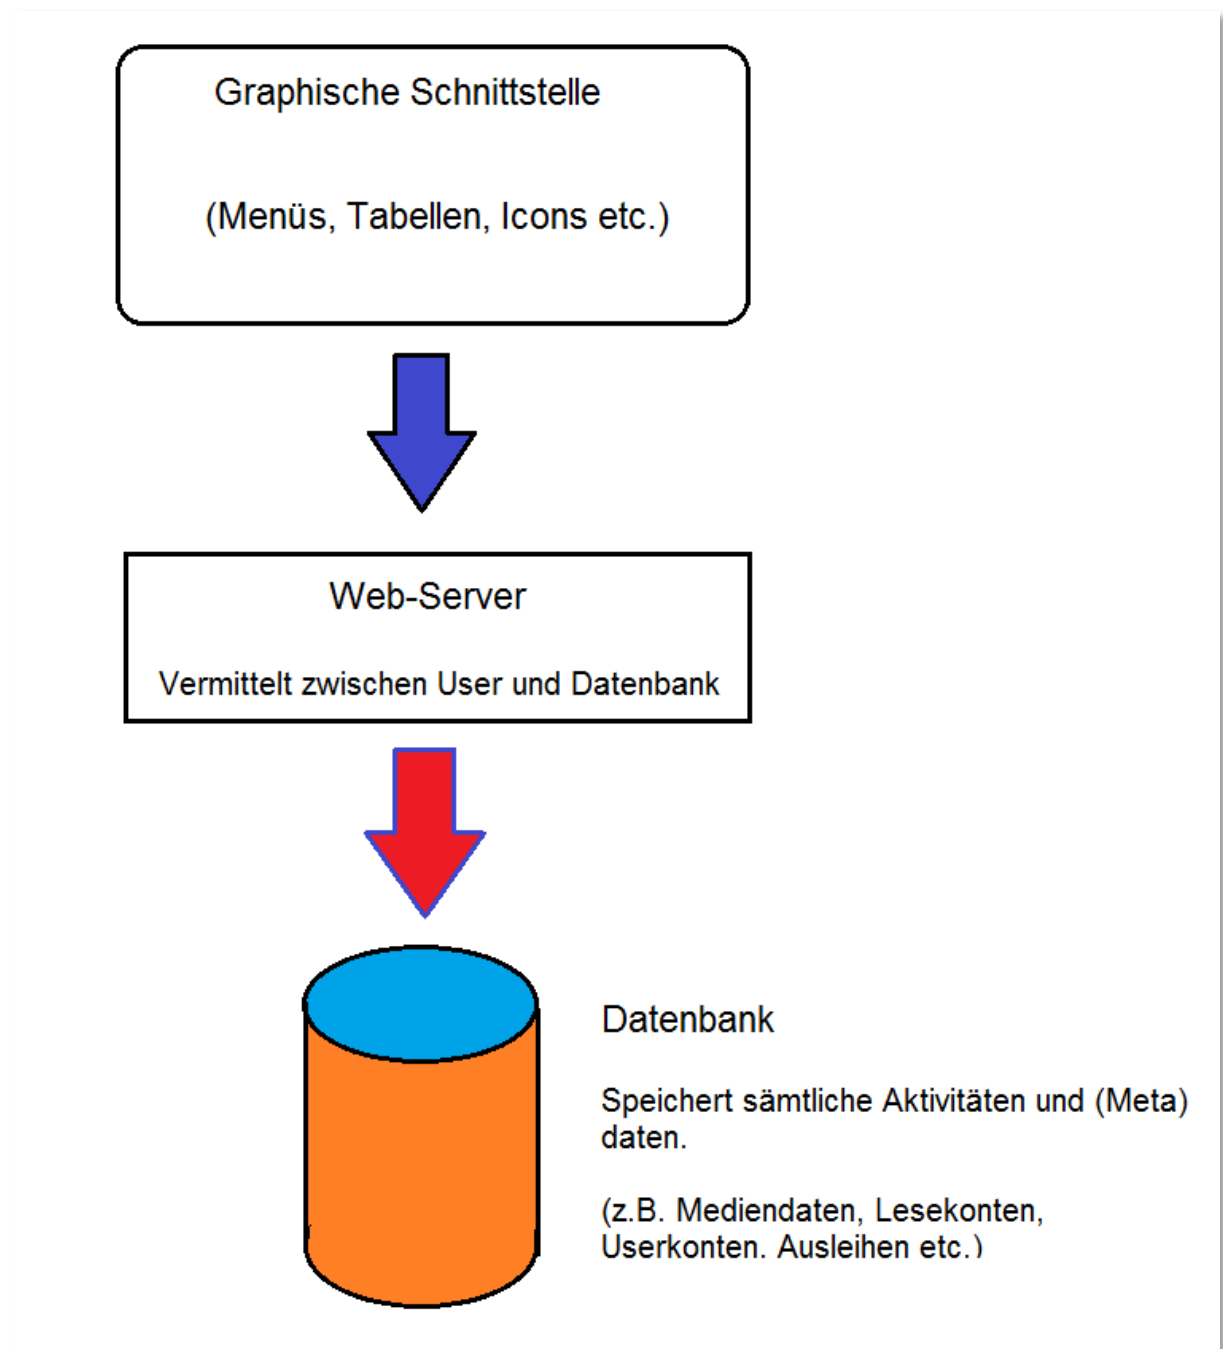 Graphische Schnittstelle
(Menüs, Tabellen, Icons etc.)
Web-Server
Vermittelt zwischen User und Datenbank
Datenbank
Speichert sämtliche Aktivitäten und (Meta)
daten.
(z.B. Mediendaten, Lesekonten,
Userkonten. Ausleihen etc.)